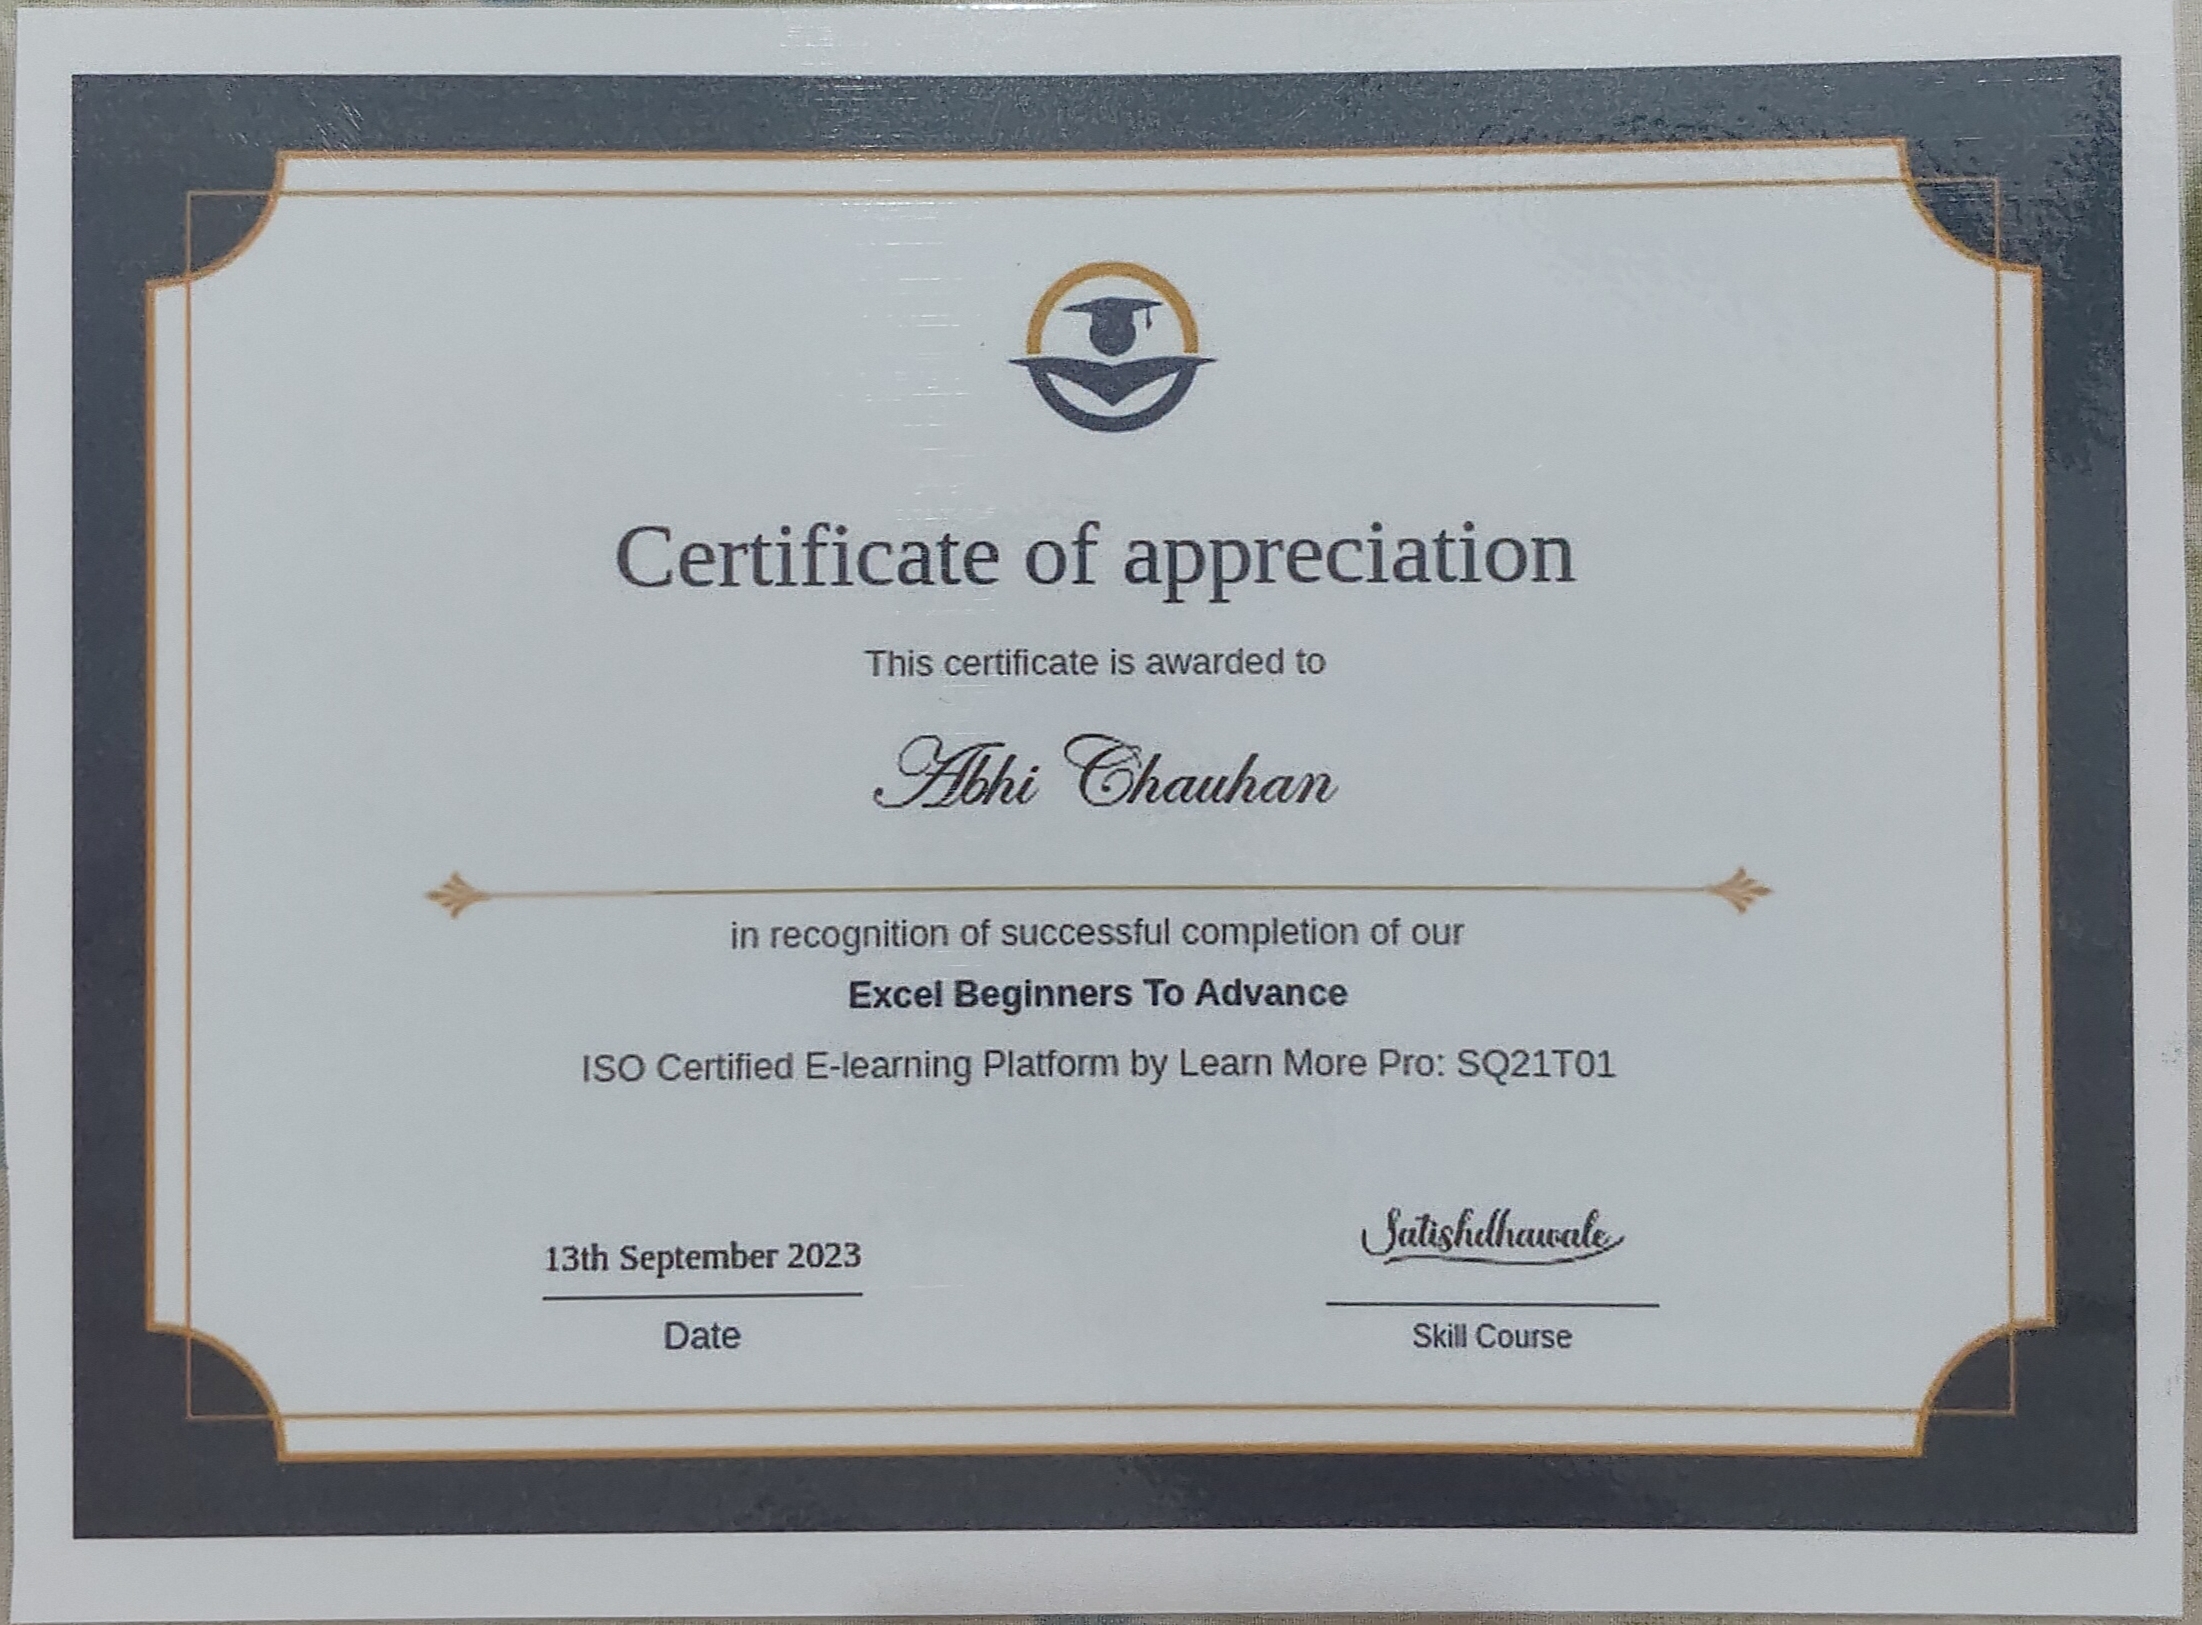 Certificate of appreciation
This certificate is awarded to
Abhi Chauhan
in recognition of successful completion of our
Excel Beginners To Advance
ISO Certified E-learning Platform by Learn More Pro: SQ21T01
13th September 2023
Date
Satishdhawale
Skill Course